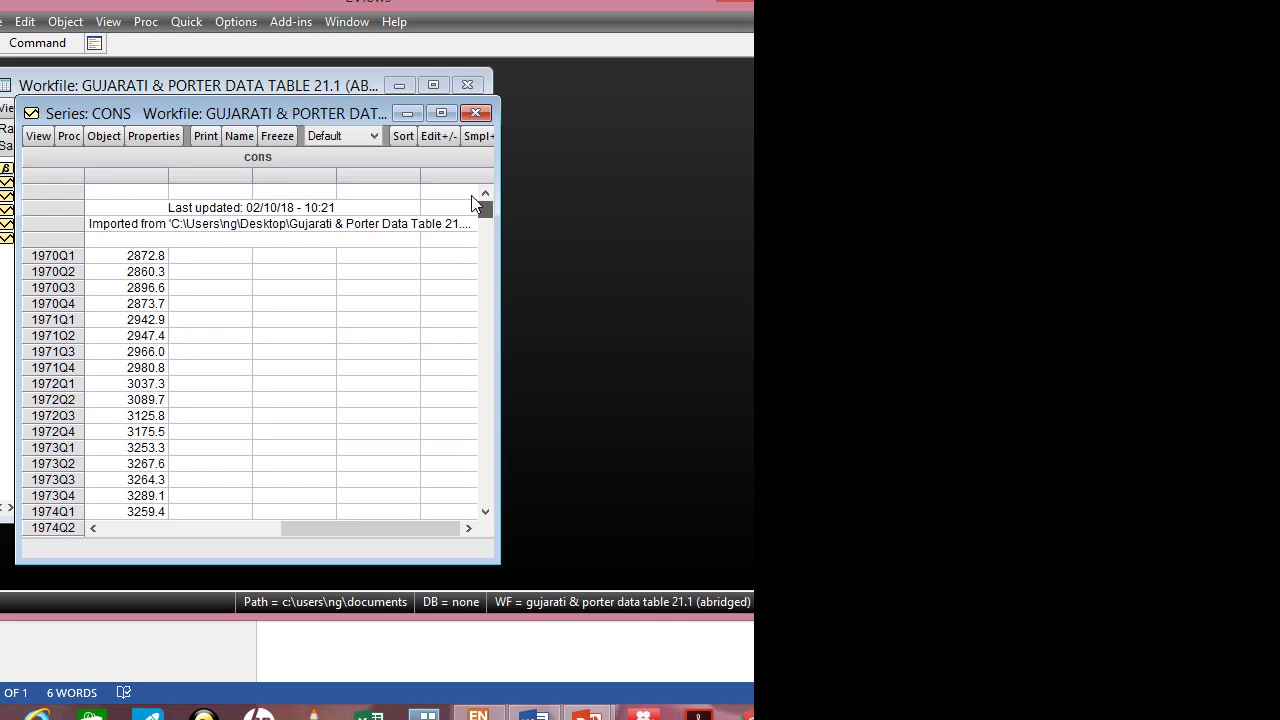 EViews
Edit Object View Proc Quick Options Add-ins Window Help
Command
Workfile: GUJARATI & PORTER DATA TABLE 21.1 (AB...
Series: CONS Workfile: GUJARATI & PORTER DAT...
View Proc Object Properties Print Name Freeze Default Sort Edit+/- Smpl+
cons
Last updated: 02/10/18 - 10:21
Imported from 'C:\Users\ng\Desktop\Gujarati & Porter Data Table 21....
1970Q1 2872.8
1970Q2 2860.3
1970Q3 2896.6
1970Q4 2873.7
1971Q1 2942.9
1971Q2 2947.4
1971Q3 2966.0
1971Q4 2980.8
1972Q1 3037.3
1972Q2 3089.7
1972Q3 3125.8
1972Q4 3175.5
1973Q1 3253.3
1973Q2 3267.6
1973Q3 3264.3
1973Q4 3289.1
1974Q1 3259.4
1974Q2
Path = c:\users\ng\documents DB = none WF = gujarati & porter data table 21.1 (abridged)
OF 1 6 WORDS
EN